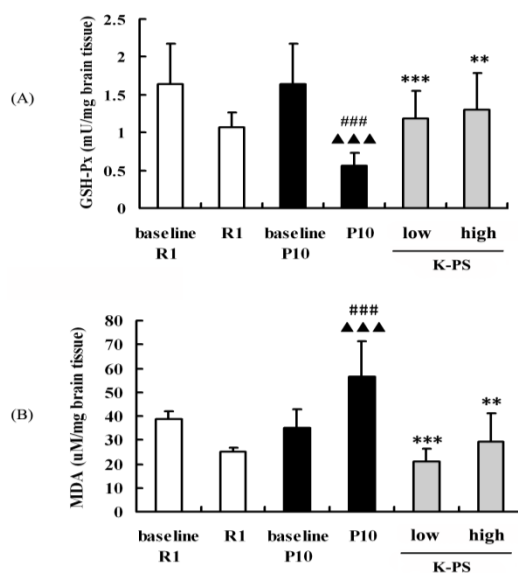 (A)
GSH-Px (mU/mg brain tissue)
2.5
2
1.5
1
0.5
0
###
▲▲▲
***
**
baseline R1 baseline P10 low high
R1 P10
K-PS
(B)
MDA (uM/mg brain tissue)
80
70
60
50
40
30
20
10
0
###
▲▲▲
***
**
baseline R1 baseline P10 low high
R1 P10
K-PS